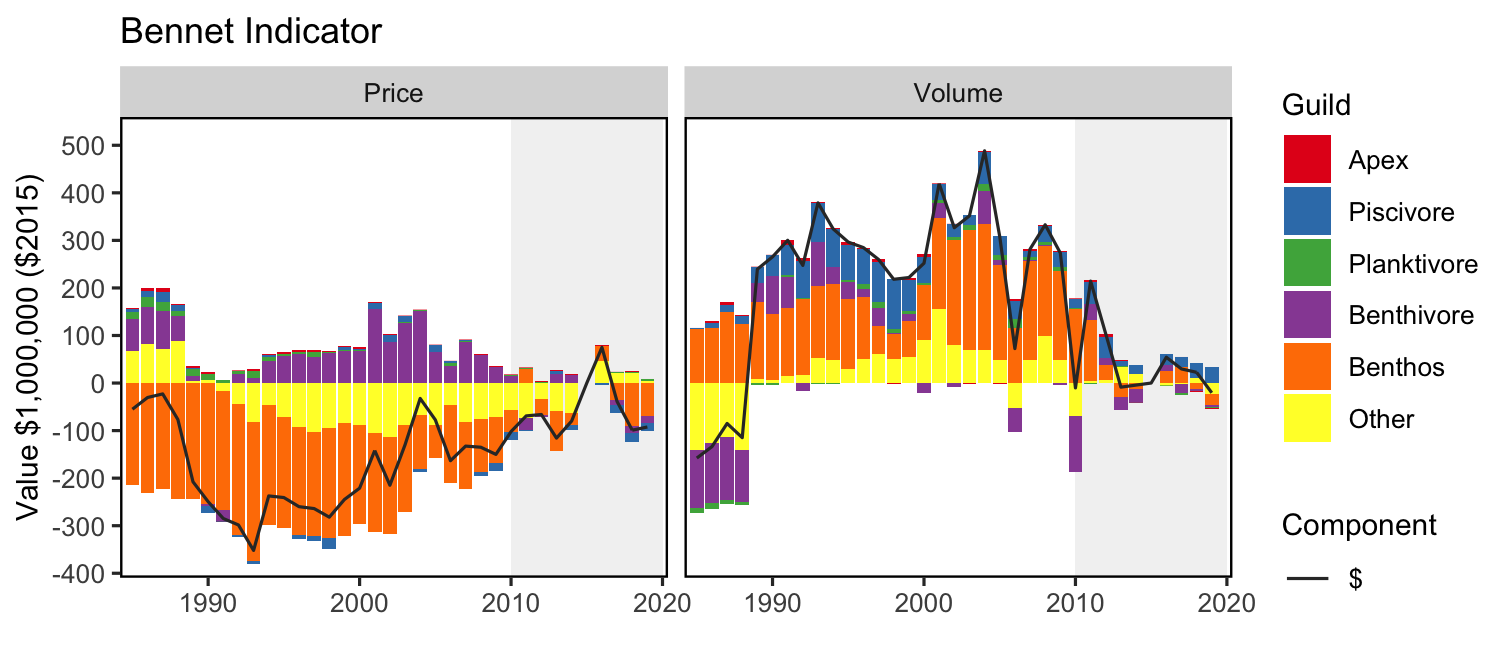 Bennet Indicator
Price
Volume
Value $1,000,000 ($2015)
500
400
300
200
100
0
-100
-200
-300
-400
1990
2000
2010
2020
1990
2000
2010
2020
Guild
Apex
Piscivore
Planktivore
Benthivore
Benthos
Other
Component
$